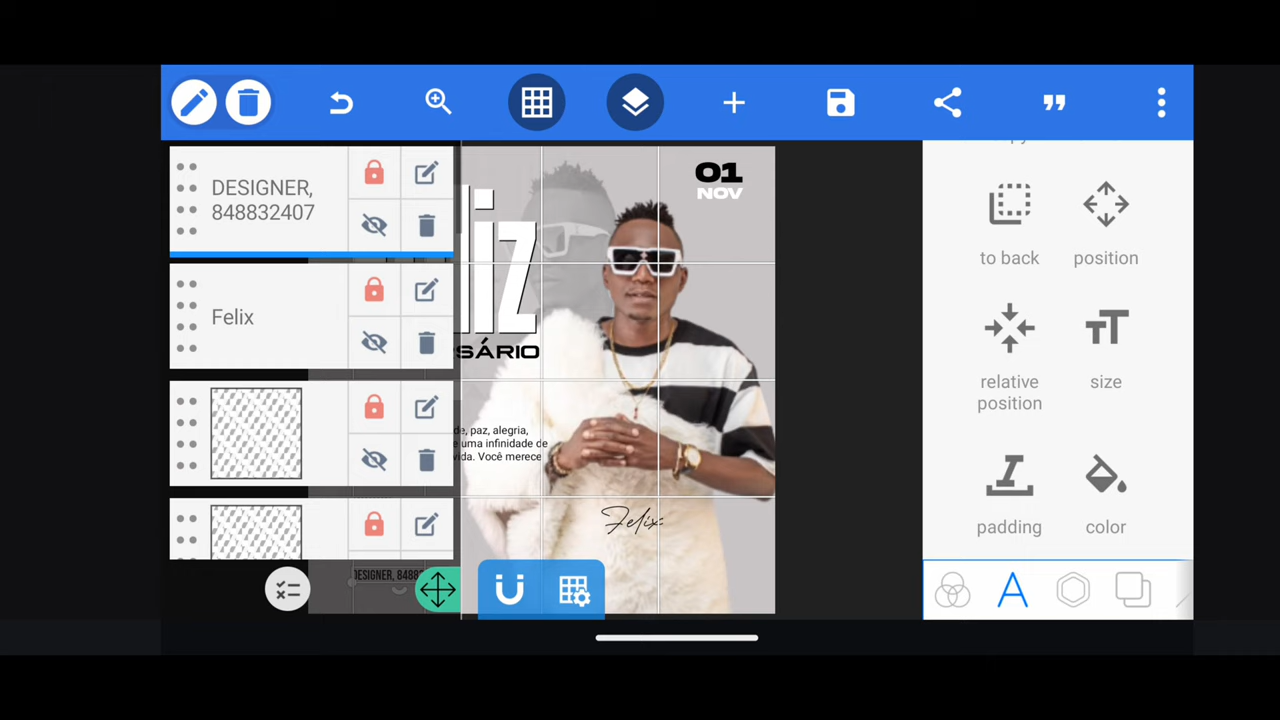 DESIGNER,
848832407
Felix
01
NOV
iz
SÁRIO
de, paz, alegria,
e uma infinidade de
vida. Você merece
Felix
DESIGNER, 8488
to back
position
relative
position
size
padding
color